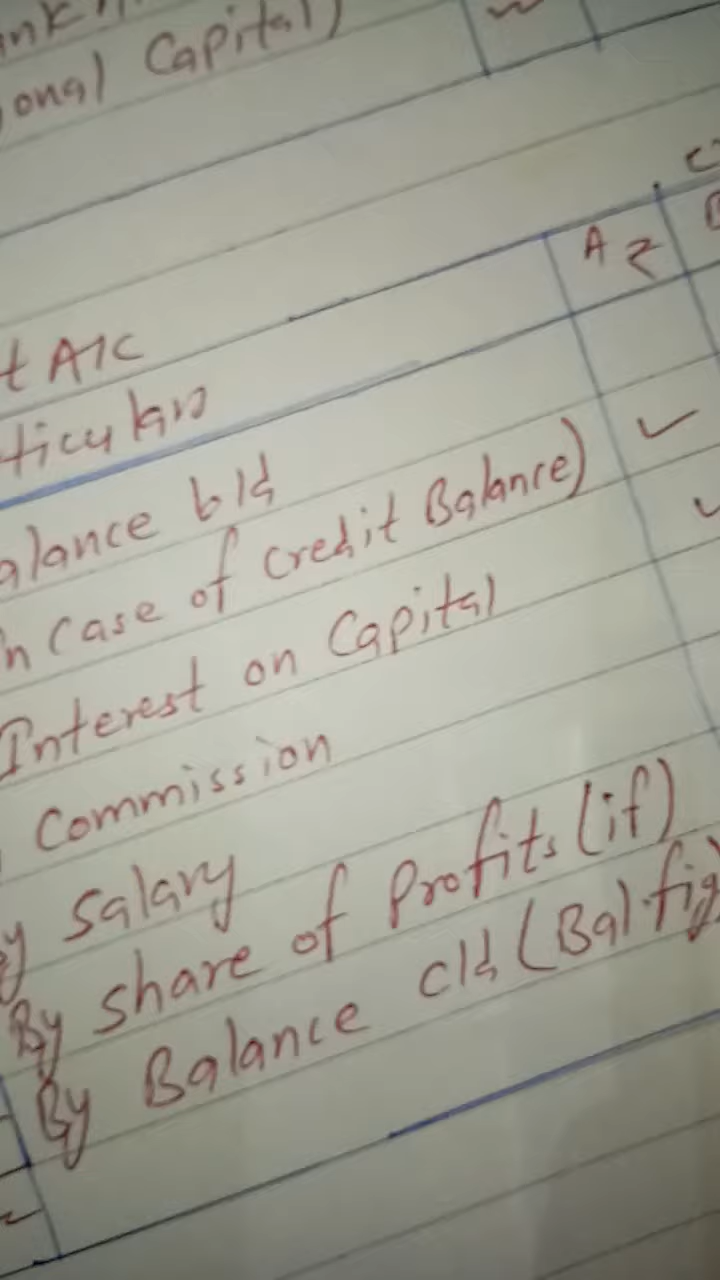 onal Capital)
A ₹
t A/C
ticulars
alance b/d
n case of credit Balance)
Interest on Capital
Commission
y Salary
By share of Profits (if)
By Balance c/d (Bal.fig)